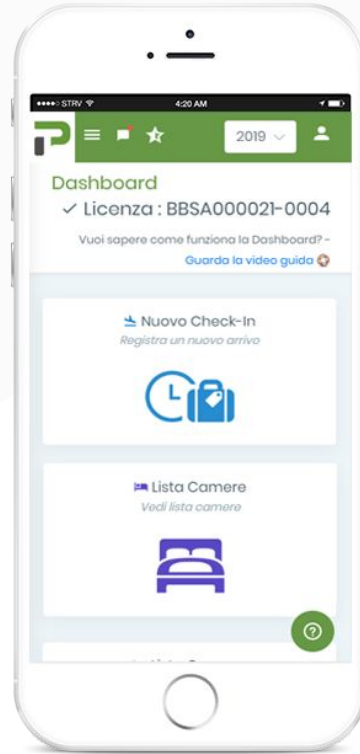 STRV
4:20 AM
2019
Dashboard
✓ Licenza : BBSA000021-0004
Vuoi sapere come funziona la Dashboard? -
Guarda la video guida
Nuovo Check-In
Registra un nuovo arrivo
Lista Camere
Vedi lista camere